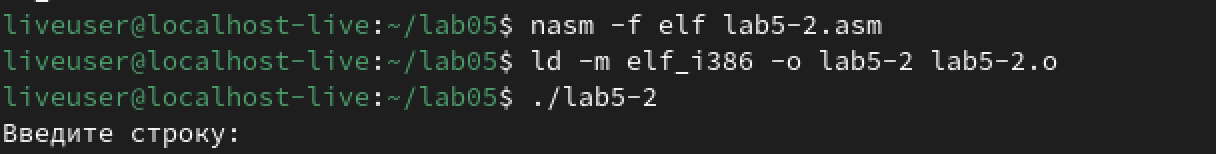 liveuser@localhost-live:~/lab05$ nasm -f elf lab5-2.asm
liveuser@localhost-live:~/lab05$ ld -m elf_i386 -o lab5-2 lab5-2.o
liveuser@localhost-live:~/lab05$ ./lab5-2
Введите строку: